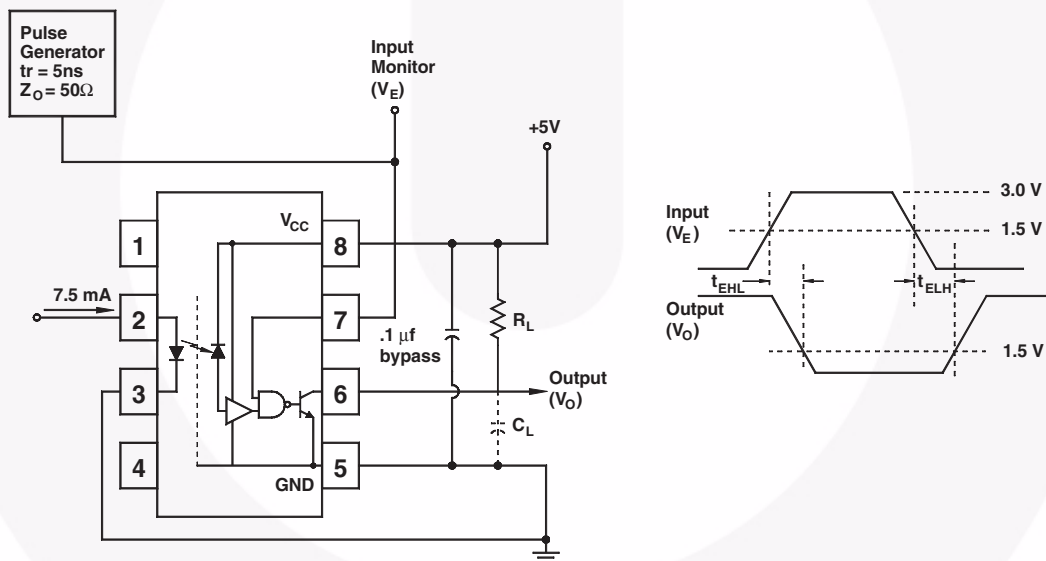 Pulse
Generator
tr = 5ns
Z_O = 50Ω
Input
Monitor
(V_E)
+5V
1
2
3
4
8
7
6
5
V_CC
GND
7.5 mA
.1 μf
bypass
R_L
C_L
Output
(V_O)
Input
(V_E)
3.0 V
1.5 V
t_EHL
t_ELH
Output
(V_O)
1.5 V